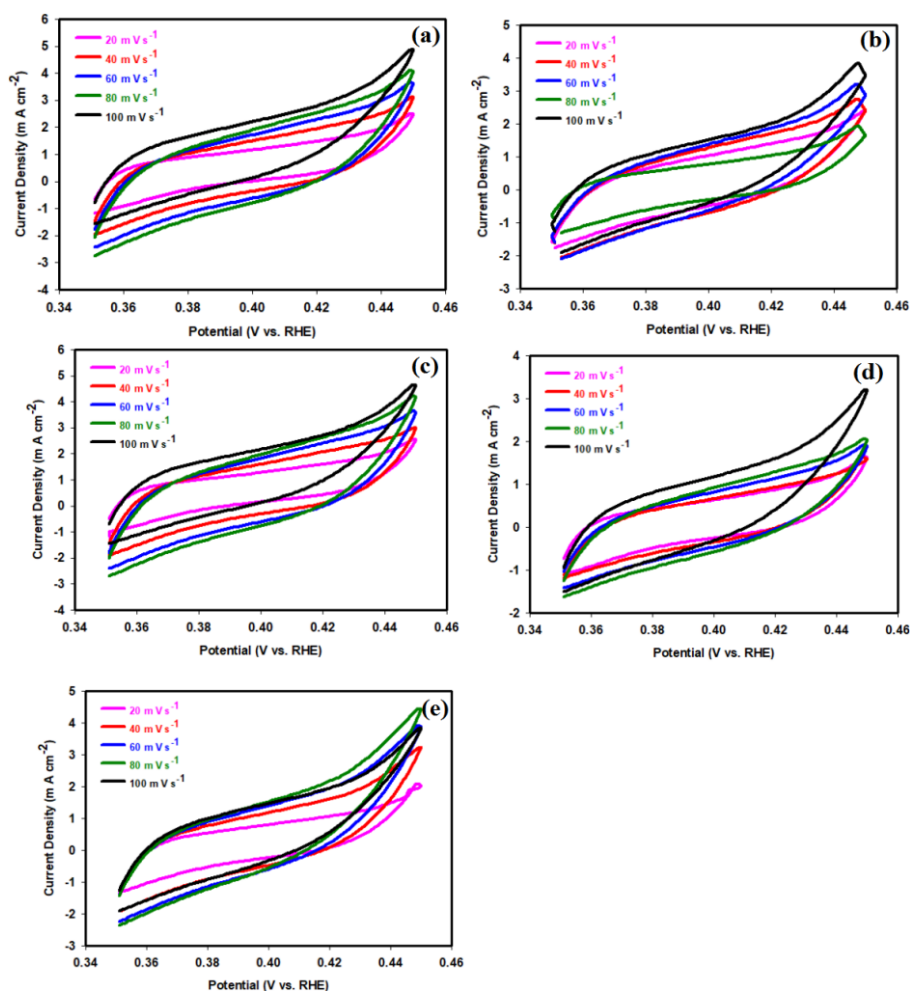 (a)
20 m V s-1
40 m V s-1
60 m V s-1
80 m V s-1
100 m V s-1
Current Density (m A cm-2)
6
5
4
3
2
1
0
-1
-2
-3
-4
0.34 0.36 0.38 0.40 0.42 0.44 0.46
Potential (V vs. RHE)
(b)
20 m V s-1
40 m V s-1
60 m V s-1
80 m V s-1
100 m V s-1
Current Density (m A cm-2)
5
4
3
2
1
0
-1
-2
-3
0.34 0.36 0.38 0.40 0.42 0.44 0.46
Potential (V vs. RHE)
(c)
20 m V s-1
40 m V s-1
60 m V s-1
80 m V s-1
100 m V s-1
Current Density (m A cm-2)
6
5
4
3
2
1
0
-1
-2
-3
-4
0.34 0.36 0.38 0.40 0.42 0.44 0.46
Potential (V vs. RHE)
(d)
20 m V s-1
40 m V s-1
60 m V s-1
80 m V s-1
100 m V s-1
Current Density (m A cm-2)
4
3
2
1
0
-1
-2
0.34 0.36 0.38 0.40 0.42 0.44 0.46
Potential (V vs. RHE)
(e)
20 m V s-1
40 m V s-1
60 m V s-1
80 m V s-1
100 m V s-1
Current Density (m A cm-2)
5
4
3
2
1
0
-1
-2
-3
0.34 0.36 0.38 0.40 0.42 0.44 0.46
Potential (V vs. RHE)